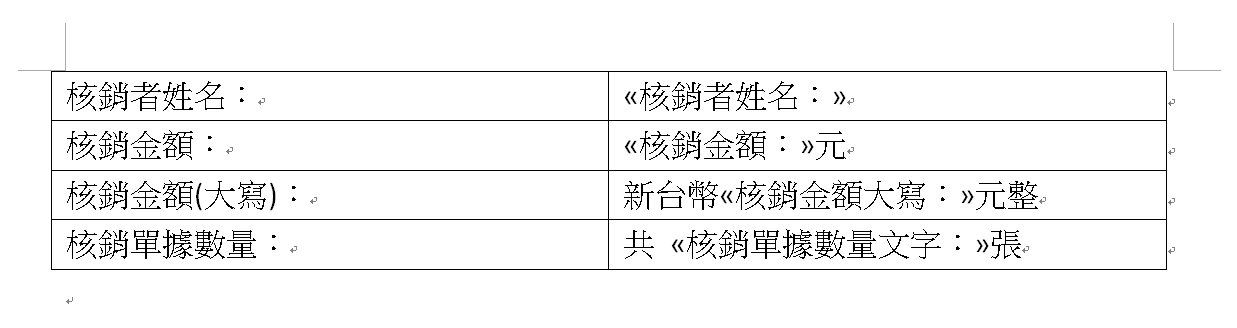 核銷者姓名：
«核銷者姓名：»
核銷金額：
«核銷金額：»元
核銷金額(大寫)：
新台幣«核銷金額大寫：»元整
核銷單據數量：
共 «核銷單據數量文字：»張